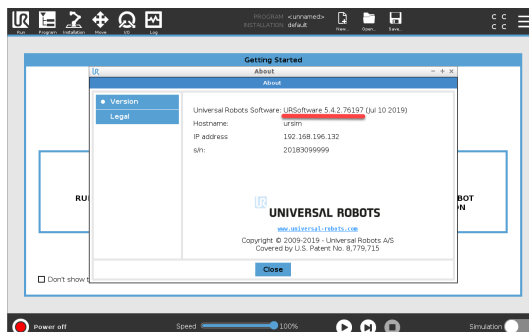 PROGRAM <unnamed>
INSTALLATION default
Run Program Installation Move I/O Log New... Open... Save...
c c
c c
Getting Started
About
About
Version
Legal
Universal Robots Software: URSoftware 5.4.2.76197 (Jul 10 2019)
Hostname: ursim
IP address 192.168.196.132
s/n: 20183099999
RU
BOT
N
UR
UNIVERSAL ROBOTS
www.universal-robots.com
Copyright © 2009-2019 - Universal Robots A/S
Covered by U.S. Patent No. 8,779,715
Don't show t
Close
Power off Speed 100% Simulation